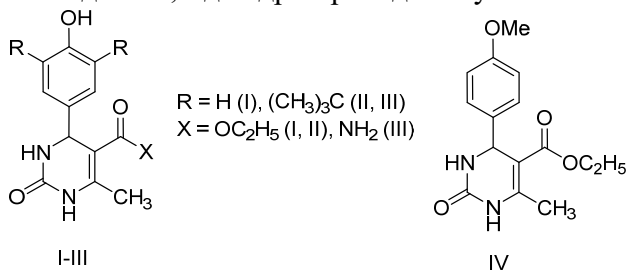 OH
R
R
O
X
HN
O
N
H
CH3
I-III
R = H (I), (CH3)3C (II, III)
X = OC2H5 (I, II), NH2 (III)
OMe
O
HN
OC2H5
O
N
H
CH3
IV